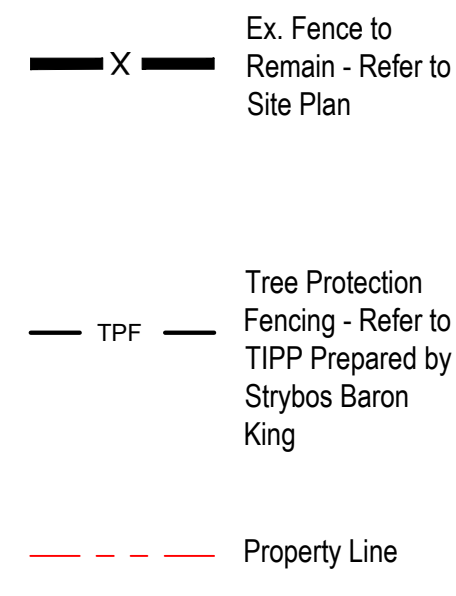 Ex. Fence to
X
Remain - Refer to
Site Plan
Tree Protection
TPF
Fencing - Refer to
TIPP Prepared by
Strybos Baron
King
Property Line